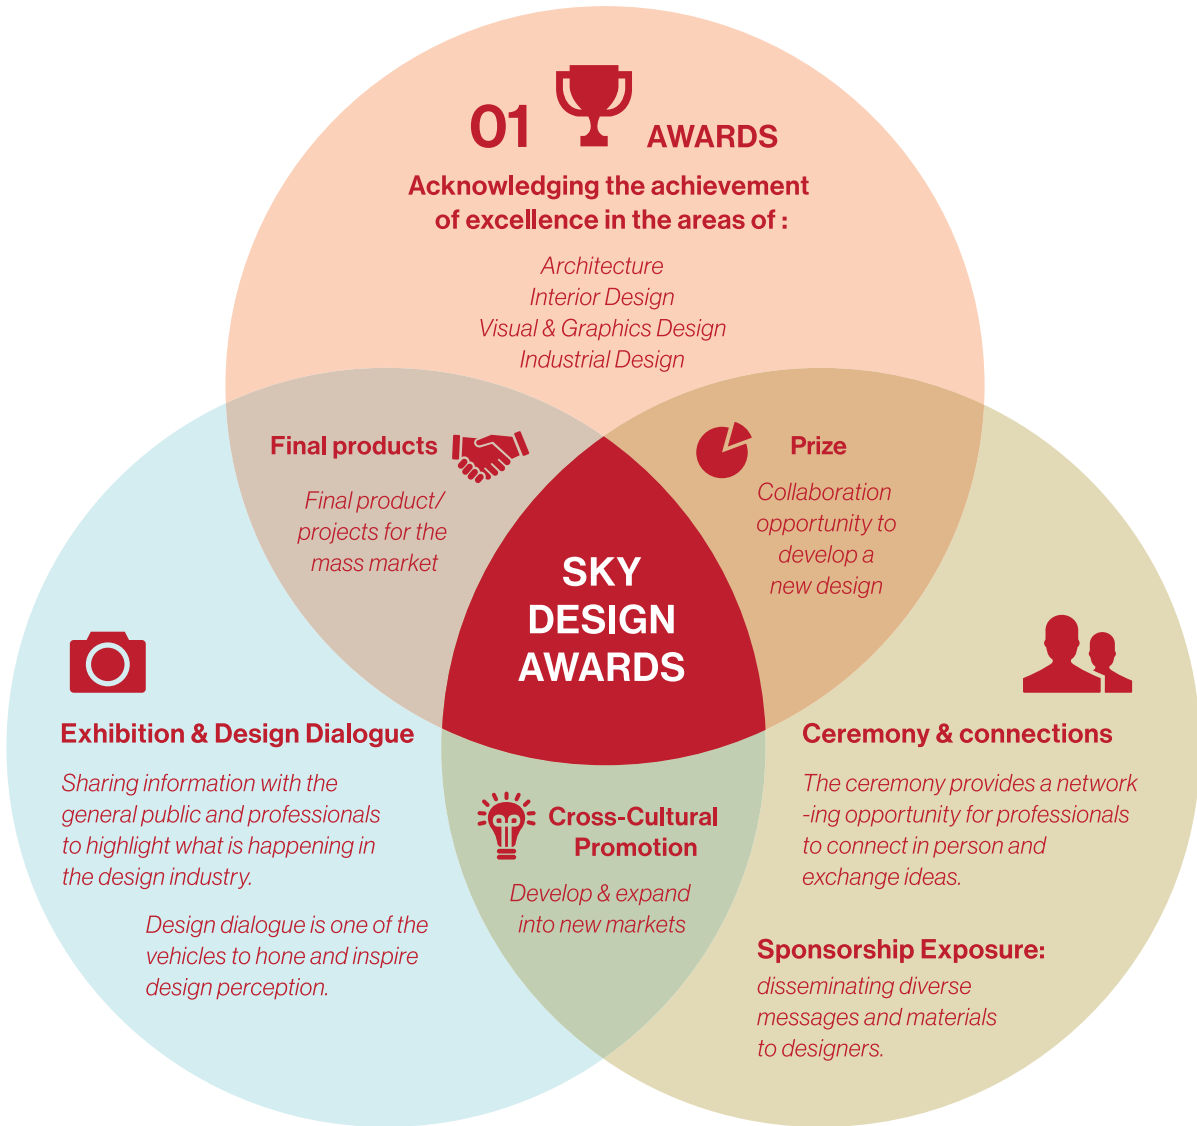 01 AWARDS
Acknowledging the achievement
of excellence in the areas of :
Architecture
Interior Design
Visual & Graphics Design
Industrial Design
Final products
Final product/
projects for the
mass market
Prize
Collaboration
opportunity to
develop a
new design
SKY
DESIGN
AWARDS
Exhibition & Design Dialogue
Sharing information with the
general public and professionals
to highlight what is happening in
the design industry.
Design dialogue is one of the
vehicles to hone and inspire
design perception.
Cross-Cultural
Promotion
Develop & expand
into new markets
Ceremony & connections
The ceremony provides a network
-ing opportunity for professionals
to connect in person and
exchange ideas.
Sponsorship Exposure:
disseminating diverse
messages and materials
to designers.